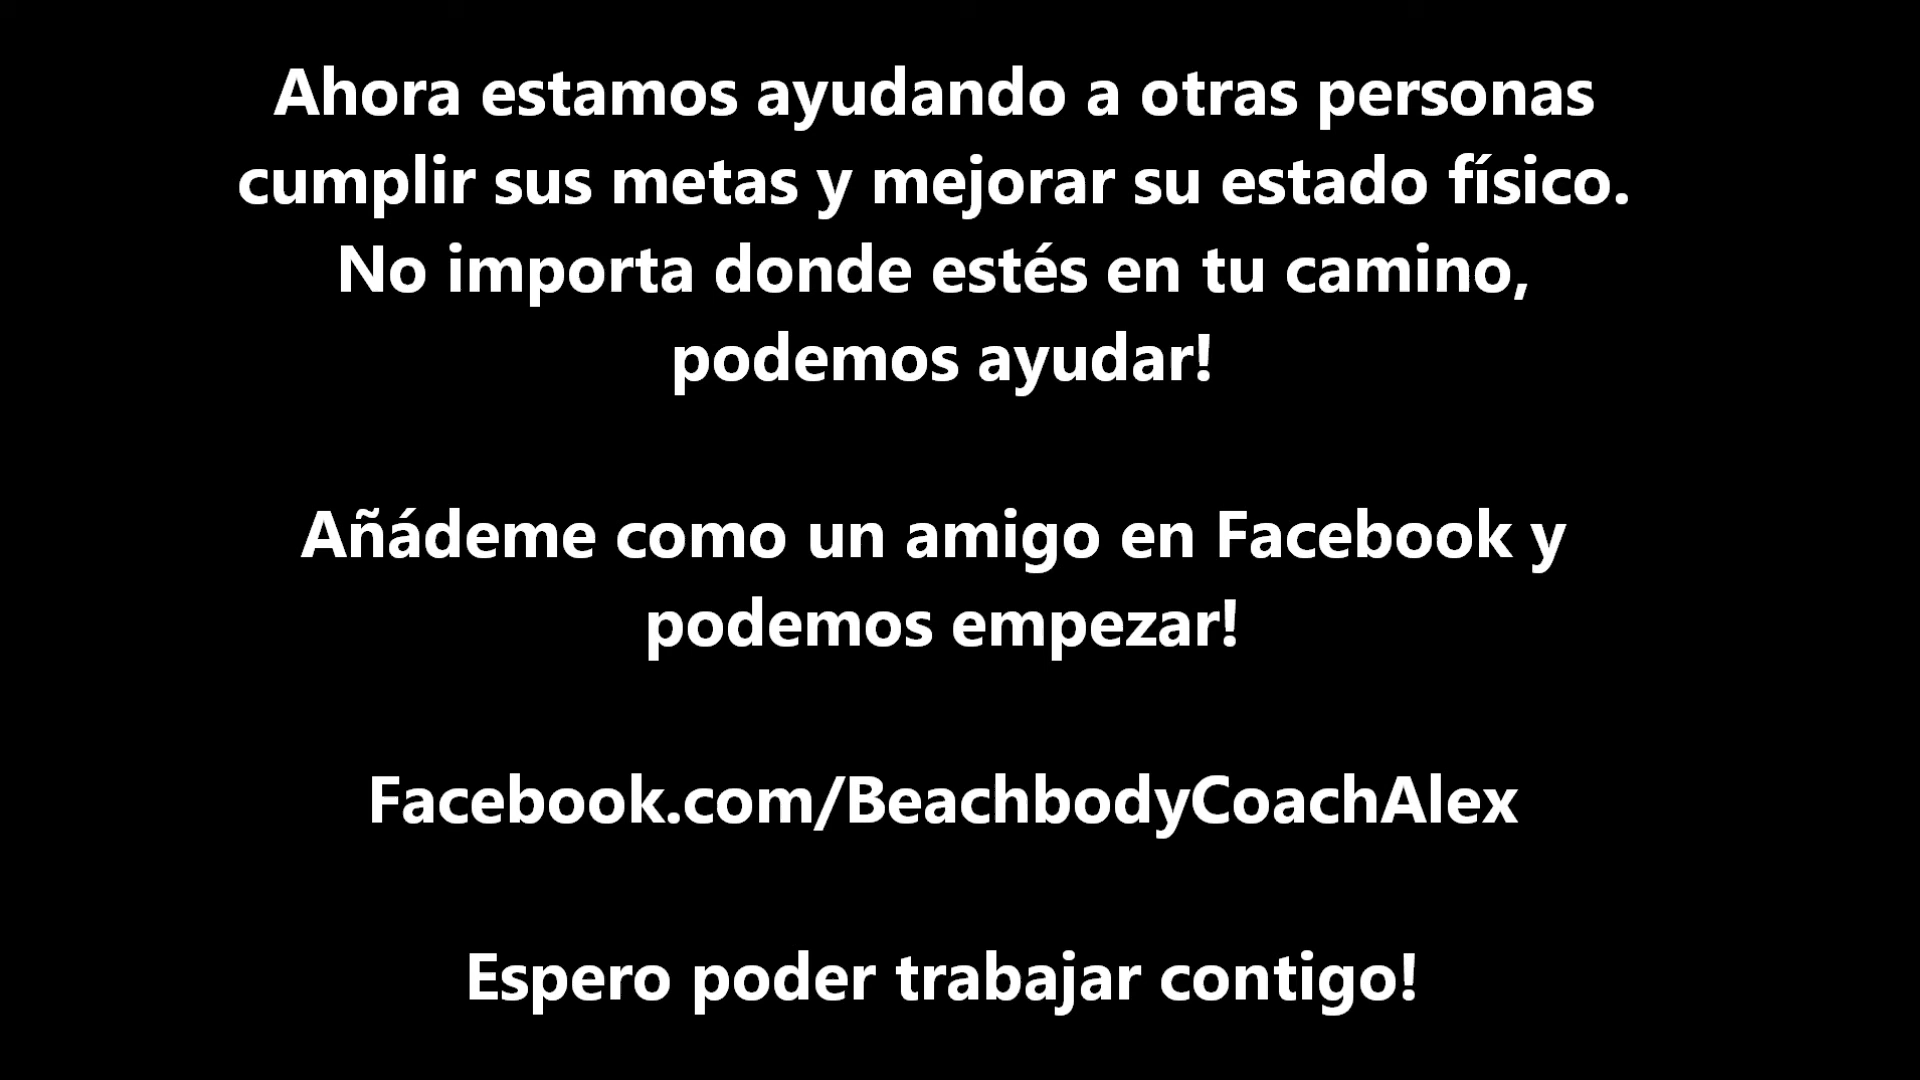 Ahora estamos ayudando a otras personas
cumplir sus metas y mejorar su estado físico.
No importa donde estés en tu camino,
podemos ayudar!
Añádeme como un amigo en Facebook y
podemos empezar!
Facebook.com/BeachbodyCoachAlex
Espero poder trabajar contigo!